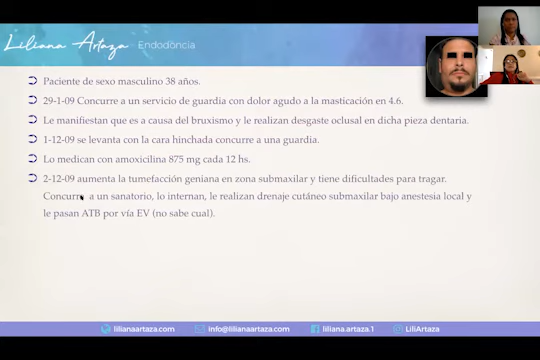 Liliana Artaza Endodòncia
Paciente de sexo masculino 38 años.
29-1-09 Concurre a un servicio de guardia con dolor agudo a la masticación en 4.6.
Le manifiestan que es a causa del bruxismo y le realizan desgaste oclusal en dicha pieza dentaria.
1-12-09 se levanta con la cara hinchada concurre a una guardia.
Lo medican con amoxicilina 875 mg cada 12 hs.
2-12-09 aumenta la tumefacción geniana en zona submaxilar y tiene dificultades para tragar.
Concurre a un sanatorio, lo internan, le realizan drenaje cutáneo submaxilar bajo anestesia local y
le pasan ATB por vía EV (no sabe cual).
lilianaartaza.com info@lilianaartaza.com liliana.artaza.1 LiliArtaza